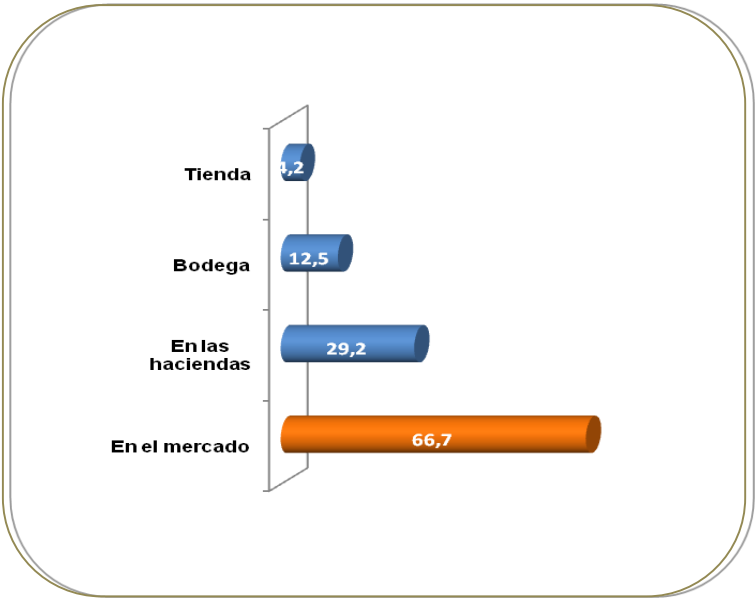 Tienda
4,2
Bodega
12,5
En las
haciendas
29,2
En el mercado
66,7